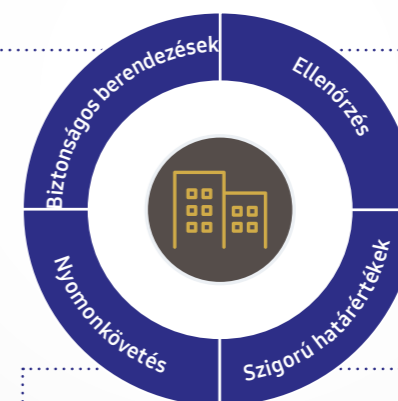 Biztonságos berendezések
Ellenőrzés
Nyomonkövetés
Szigorú határértékek